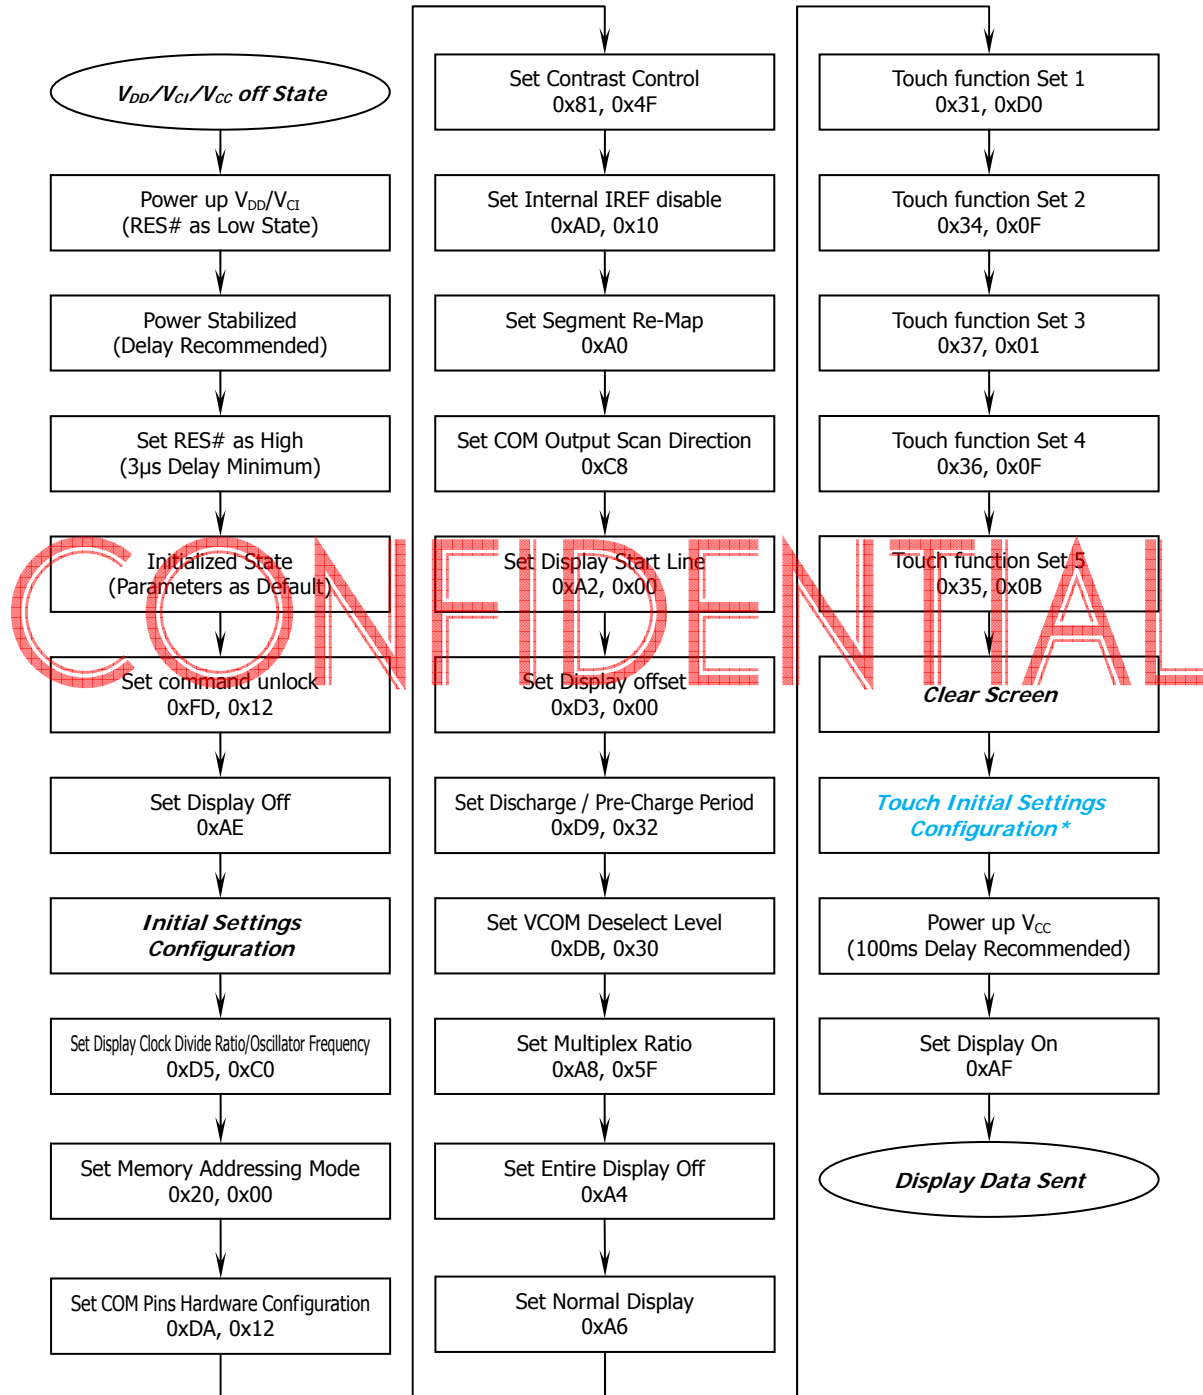 V_DD/V_CI/V_CC off State
Power up V_DD/V_CI
(RES# as Low State)
Power Stabilized
(Delay Recommended)
Set RES# as High
(3μs Delay Minimum)
Initialized State
(Parameters as Default)
Set command unlock
0xFD, 0x12
Set Display Off
0xAE
Initial Settings
Configuration
Set Display Clock Divide Ratio/Oscillator Frequency
0xD5, 0xC0
Set Memory Addressing Mode
0x20, 0x00
Set COM Pins Hardware Configuration
0xDA, 0x12
Set Contrast Control
0x81, 0x4F
Set Internal IREF disable
0xAD, 0x10
Set Segment Re-Map
0xA0
Set COM Output Scan Direction
0xC8
Set Display Start Line
0xA2, 0x00
Set Display offset
0xD3, 0x00
Set Discharge / Pre-Charge Period
0xD9, 0x32
Set VCOM Deselect Level
0xDB, 0x30
Set Multiplex Ratio
0xA8, 0x5F
Set Entire Display Off
0xA4
Set Normal Display
0xA6
Touch function Set 1
0x31, 0xD0
Touch function Set 2
0x34, 0x0F
Touch function Set 3
0x37, 0x01
Touch function Set 4
0x36, 0x0F
Touch function Set 5
0x35, 0x0B
Clear Screen
Touch Initial Settings
Configuration*
Power up V_CC
(100ms Delay Recommended)
Set Display On
0xAF
Display Data Sent
CONFIDENTIAL